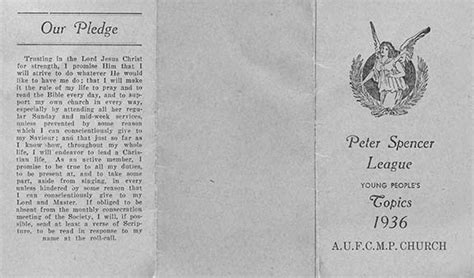 Our Pledge
Trusting in the Lord Jesus Christ
for strength, I promise Him that I
will arrive to do whatever He would
like to have me do; that I will make
it the rule of my life to pray and to
read the Bible every day, and to sup-
port my own church in every way,
especially by attending all her regu-
lar Sunday and mid-week services,
unless prevented by some reason
which I can conscientiously give to
my Saviour; and that just so far as
I know how, throughout my whole
life, I will endeavor to lead a Chris-
tian life. As an active member, I
promise to be true to all my duties,
to be present at, and to take some
part, aside from singing, in every
unless hindered by some reason that
I can conscientiously give to my
Lord and Master. If obliged to be
absent from the monthly consecration
meeting of the Society, I will, if pos-
sible, send at least a verse of Scrip-
ture, to be read in response to my
name at the roll-call.
Peter Spencer
League
YOUNG PEOPLE'S
Topics
1936
A.U.F.C.M.P. CHURCH